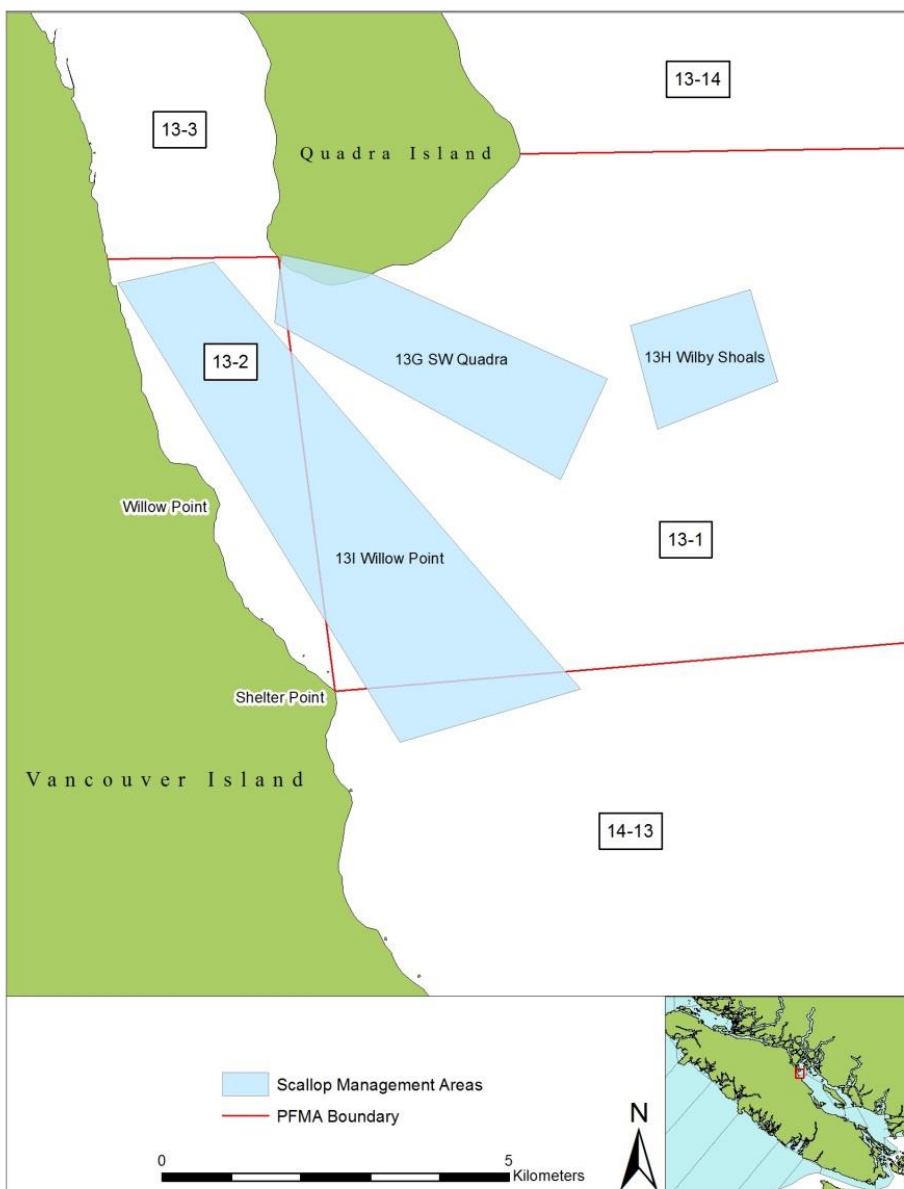 13-14
13-3
Quadra Island
13-2
13G SW Quadra
13H Wilby Shoals
Willow Point
13-1
13I Willow Point
Shelter Point
Vancouver Island
14-13
Scallop Management Areas
PFMA Boundary
N
0 5
Kilometers